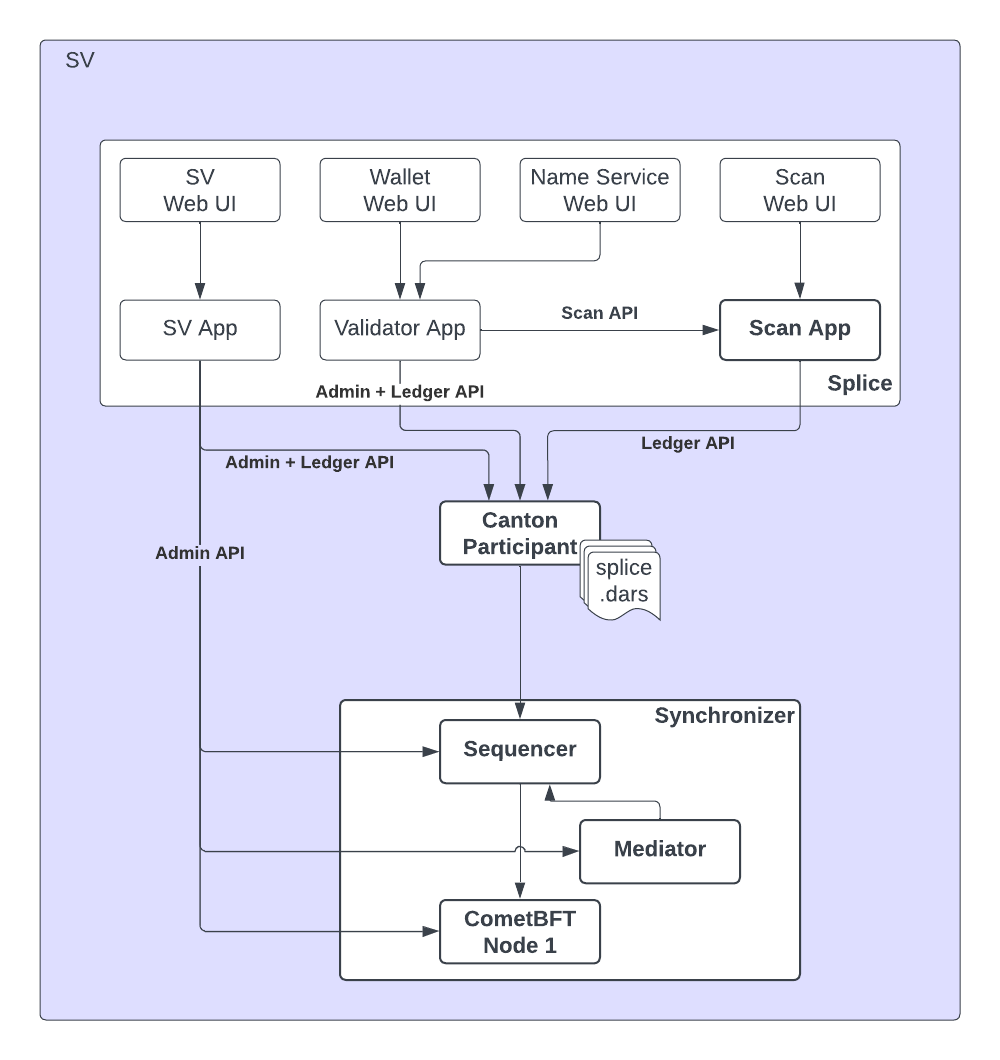 SV
SV
Web UI
Wallet
Web UI
Name Service
Web UI
Scan
Web UI
SV App
Validator App
Scan API
Scan App
Splice
Admin + Ledger API
Ledger API
Admin + Ledger API
Canton
Participant
splice
.dars
Admin API
Synchronizer
Sequencer
Mediator
CometBFT
Node 1